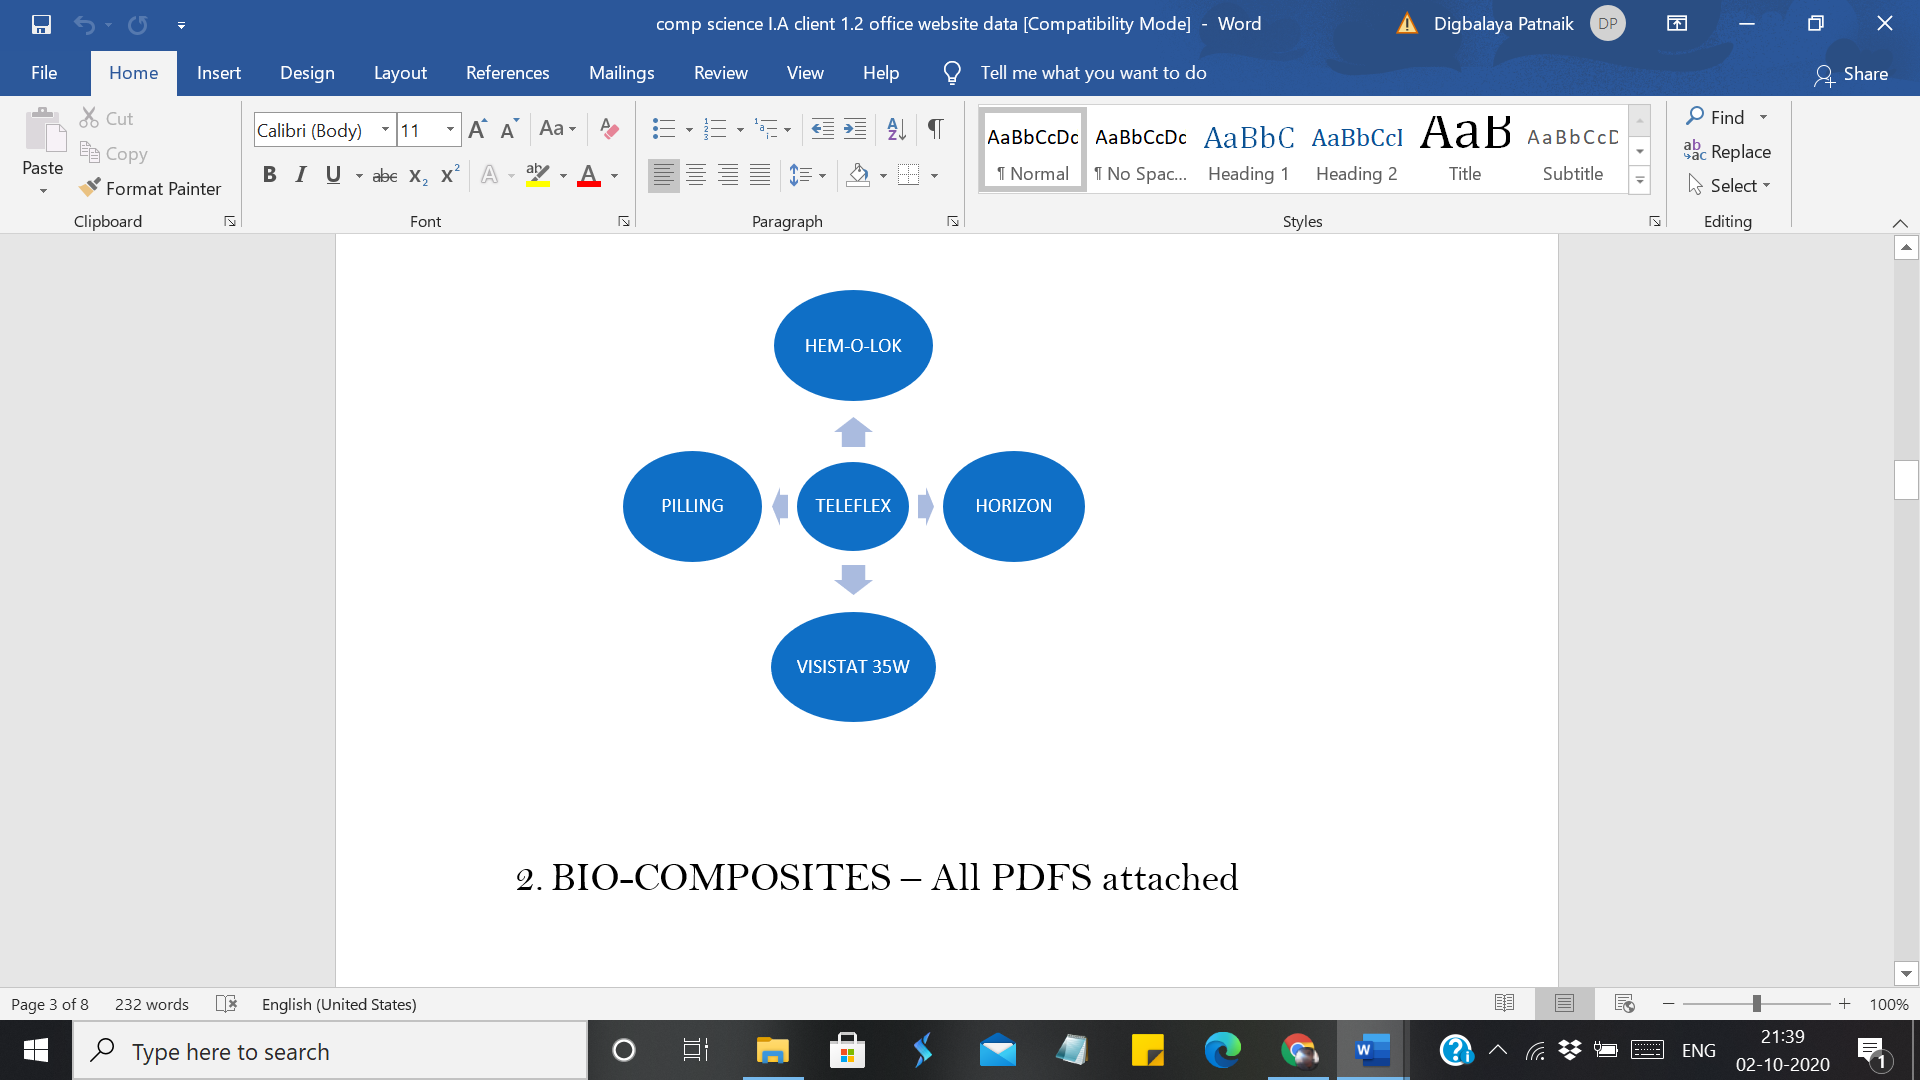 comp science I.A client 1.2 office website data [Compatibility Mode] - Word
Digbalaya Patnaik
DP
File Home Insert Design Layout References Mailings Review View Help Tell me what you want to do
Share
Paste
Cut
Copy
Format Painter
Clipboard
Calibri (Body) 11
Font
Paragraph
AaBbCcDc AaBbCcDc AaBbC AaBbCcI AaB AaBbCcD
¶ Normal ¶ No Spac... Heading 1 Heading 2 Title Subtitle
Styles
Find
Replace
Select
Editing
HEM-O-LOK
PILLING TELEFLEX HORIZON
VISISTAT 35W
2. BIO-COMPOSITES – All PDFS attached
Page 3 of 8 232 words English (United States)
100%
Type here to search
ENG
21:39
02-10-2020
1